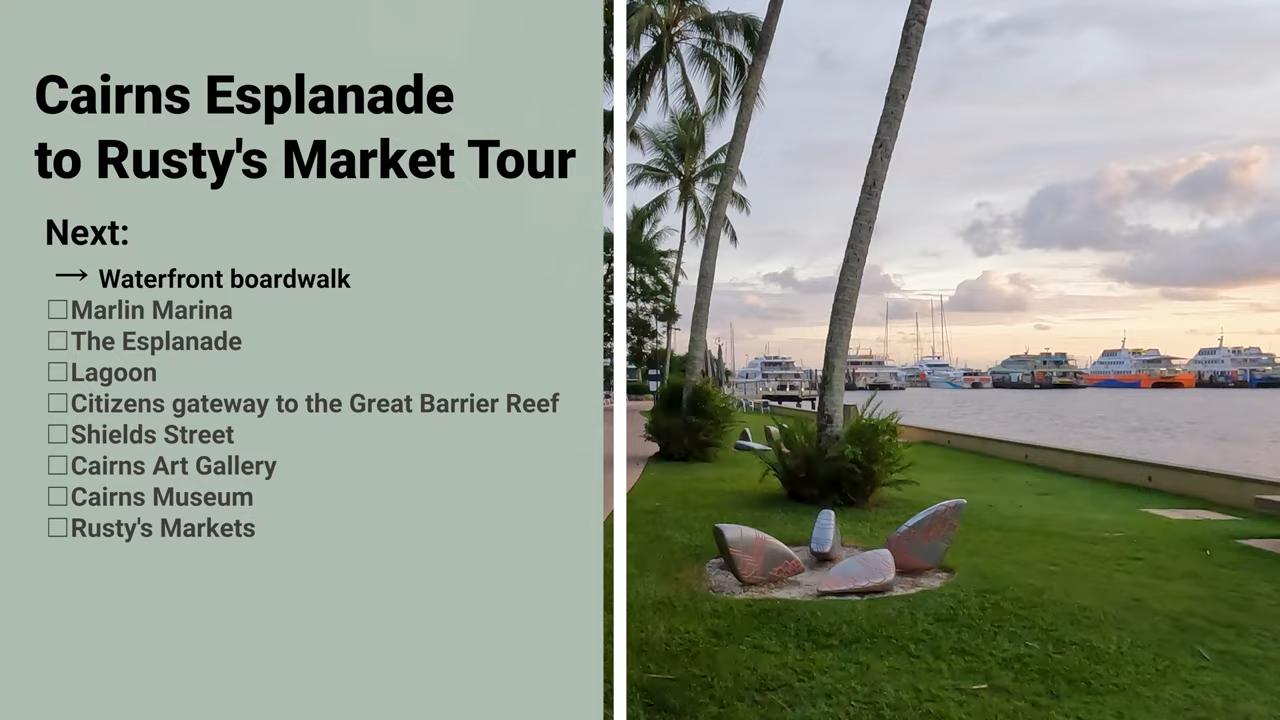 Cairns Esplanade
to Rusty's Market Tour
Next:
→ Waterfront boardwalk
☐Marlin Marina
☐The Esplanade
☐Lagoon
☐Citizens gateway to the Great Barrier Reef
☐Shields Street
☐Cairns Art Gallery
☐Cairns Museum
☐Rusty's Markets